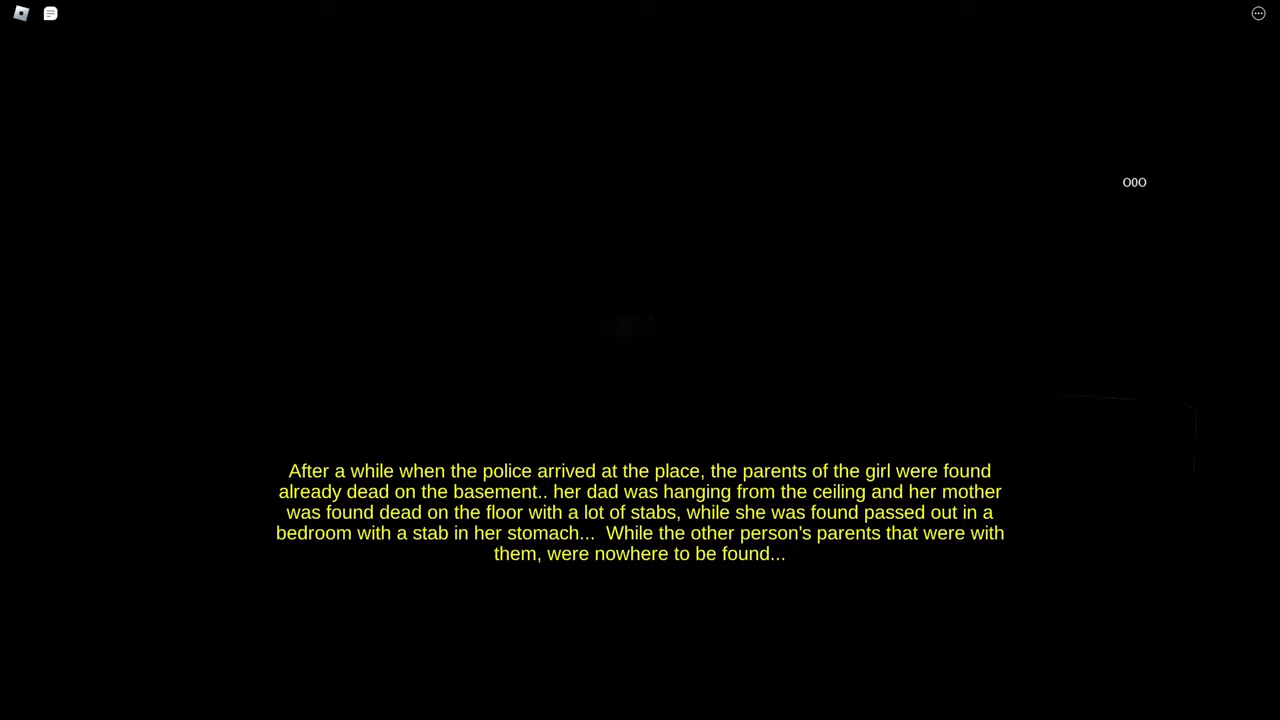 O0O
After a while when the police arrived at the place, the parents of the girl were found
already dead on the basement.. her dad was hanging from the ceiling and her mother
was found dead on the floor with a lot of stabs, while she was found passed out in a
bedroom with a stab in her stomach...  While the other person's parents that were with
them, were nowhere to be found...